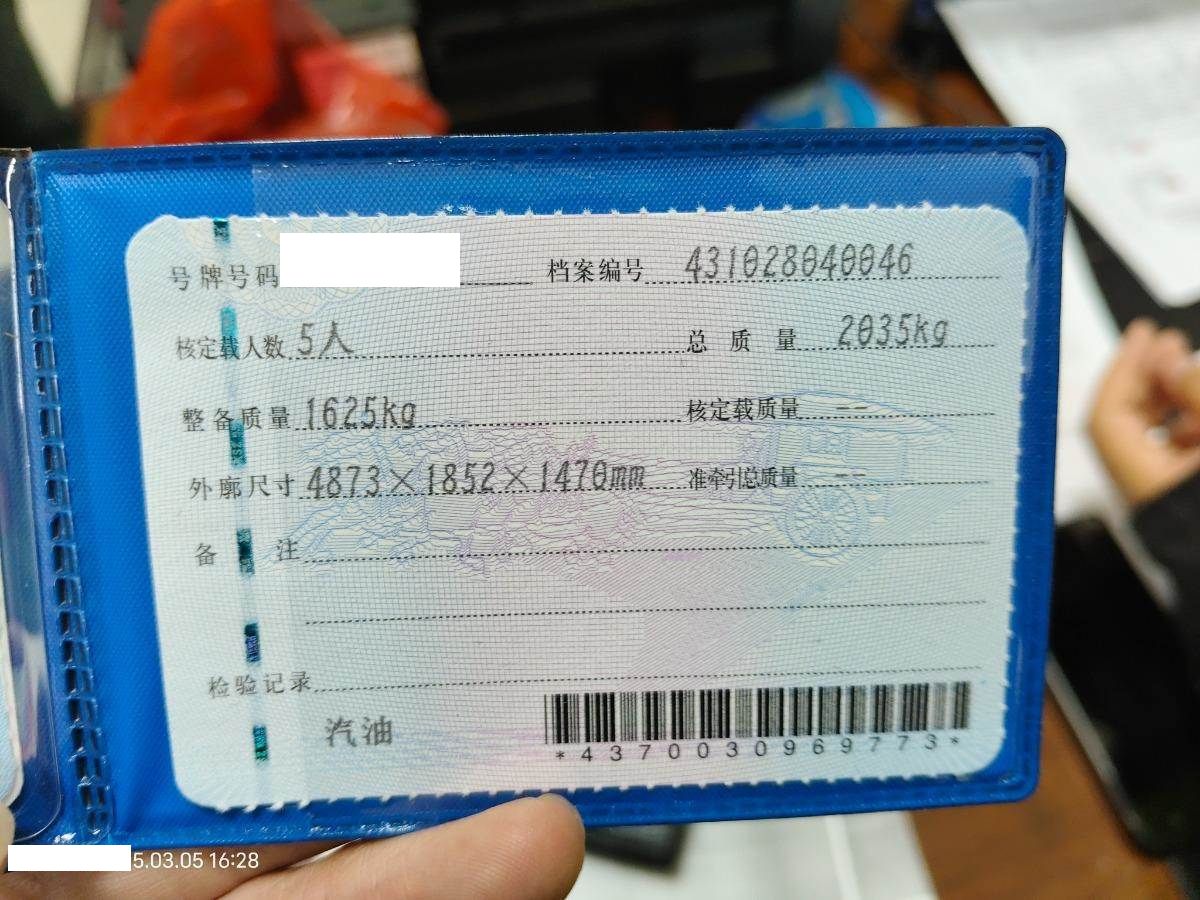 号牌号码 档案编号 431028040046
核定载人数 5人 总质量 2035kg
整备质量 1625kg 核定载质量 --
外廓尺寸 4873×1852×1470mm 准牵引总质量 --
备注
检验记录
汽油
*4370030969773*
5.03.05 16:28